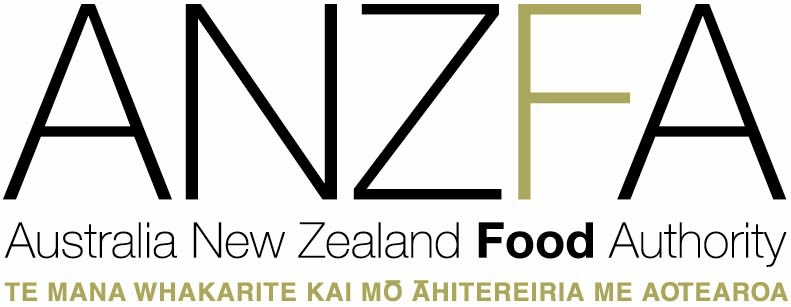 ANZFA
Australia New Zealand Food Authority
TE MANA WHAKARITE KAI MŌ ĀHITEREIRIA ME AOTEAROA